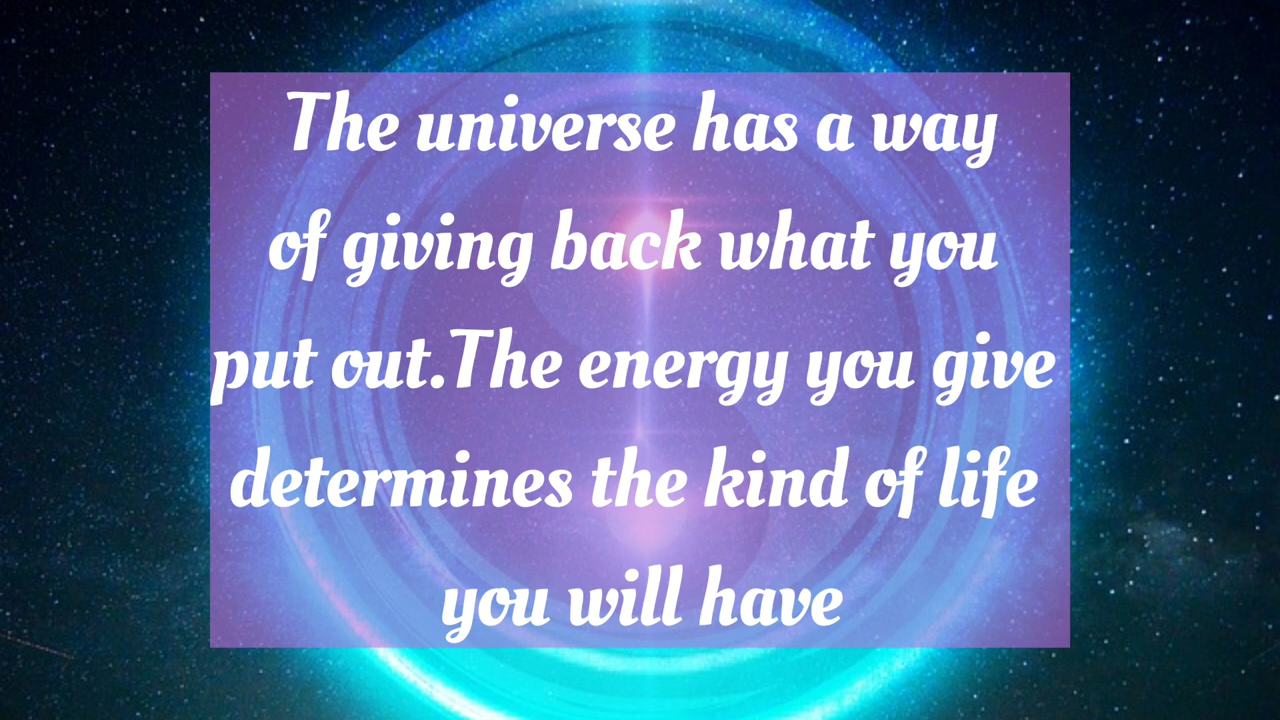 The universe has a way
of giving back what you
put out.The energy you give
determines the kind of life
you will have